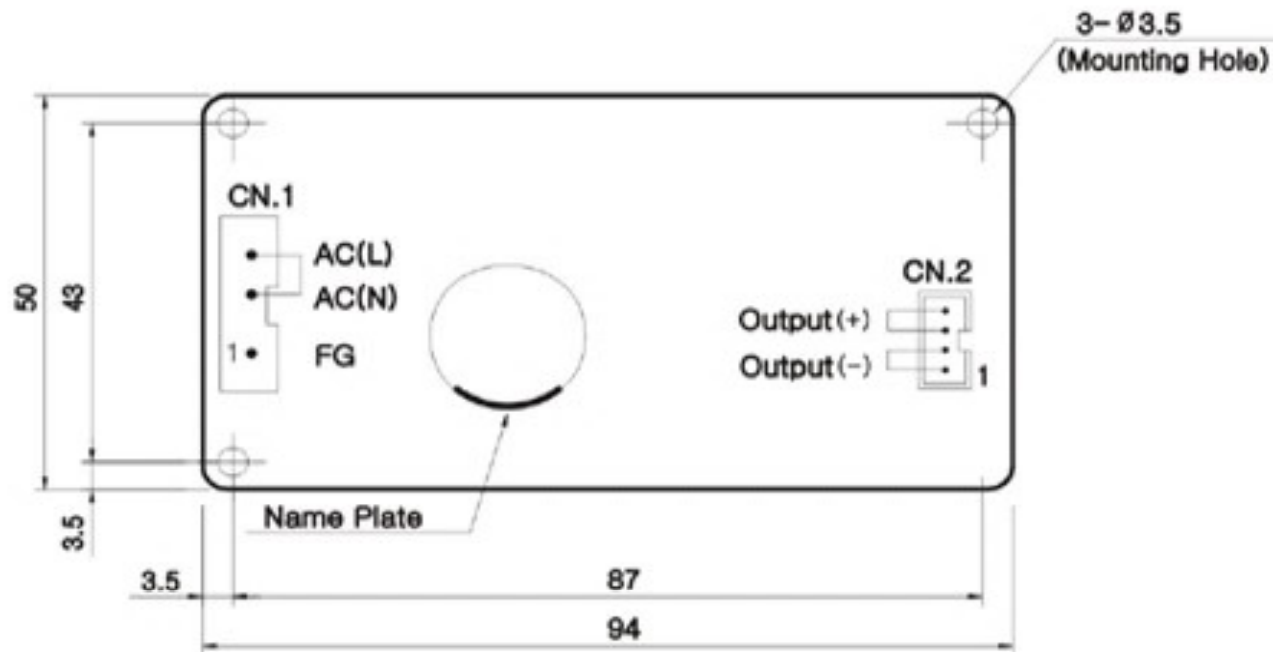 3-Ø3.5
(Mounting Hole)
CN.1
AC(L)
AC(N)
1
FG
CN.2
Output(+)
Output(-)
1
50
43
3.5
Name Plate
3.5
87
94